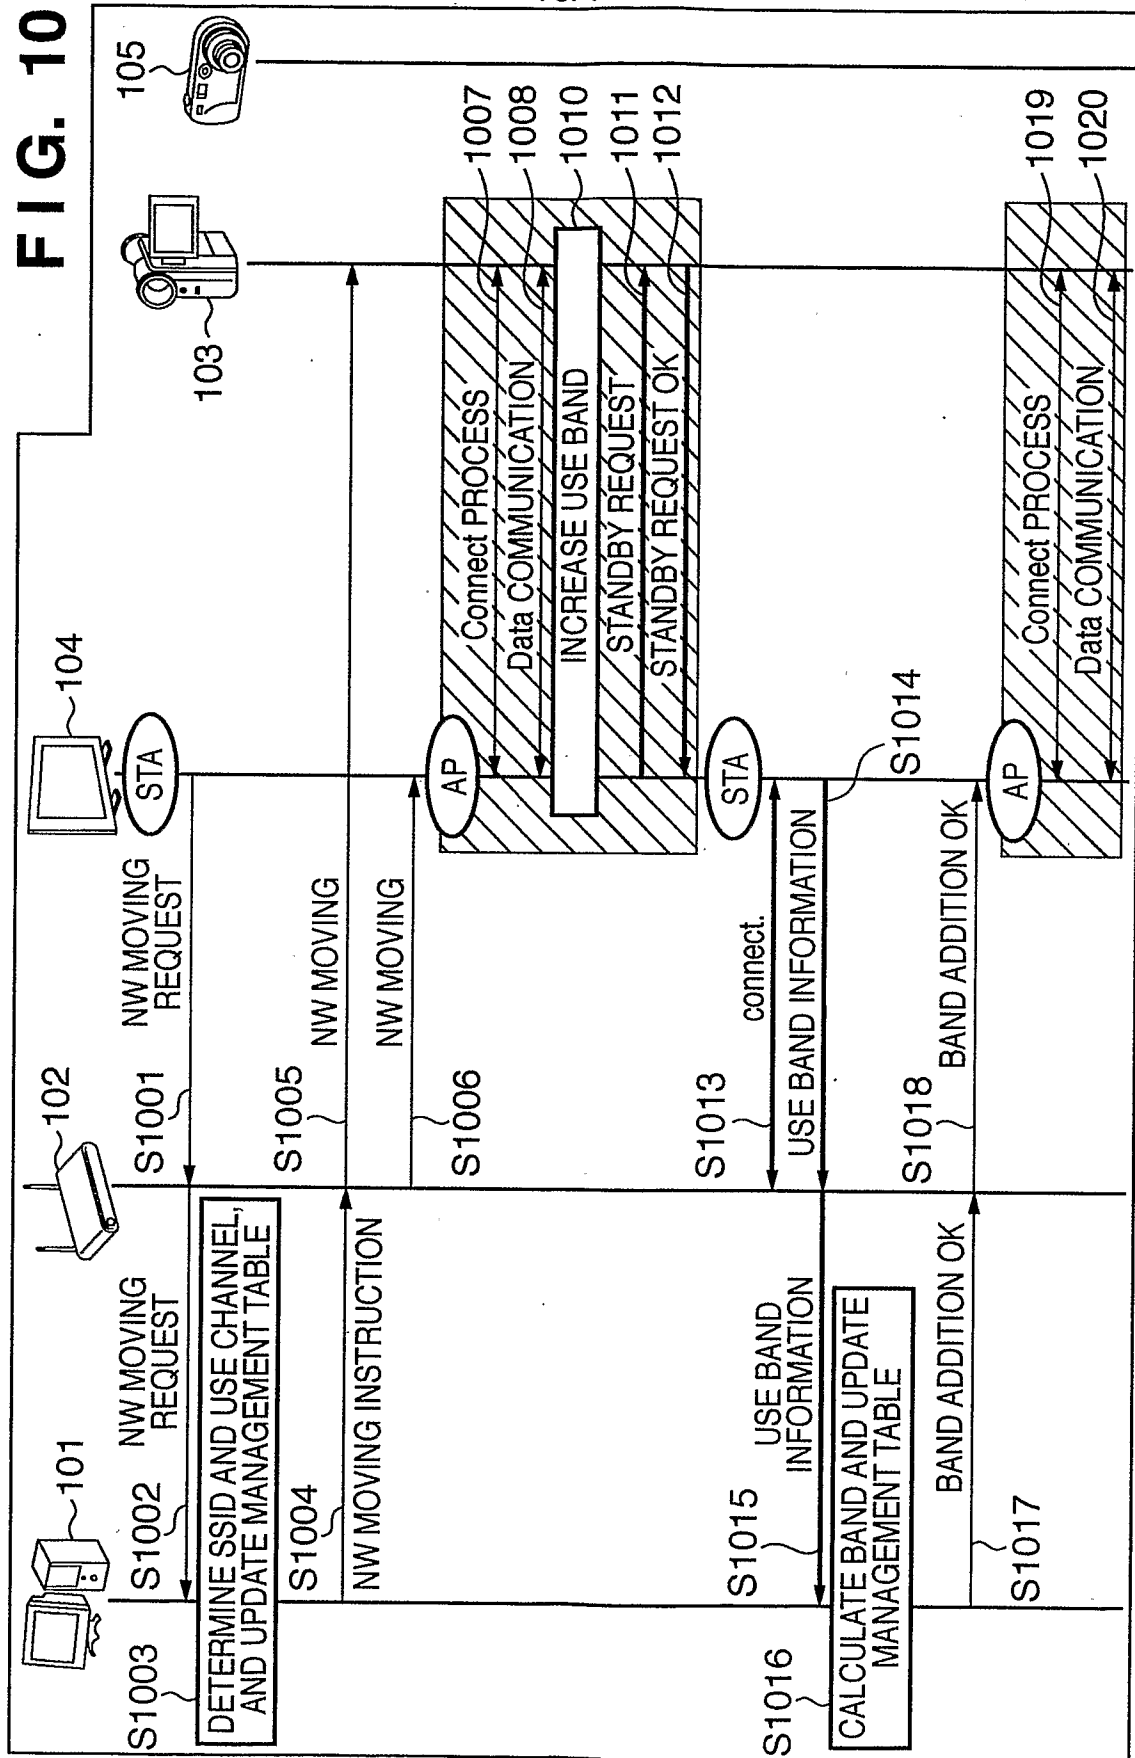 FIG. 10
101
102
104
103
105
STA
NW MOVING
REQUEST
S1001
NW MOVING
REQUEST
S1002
S1003
DETERMINE SSID AND USE CHANNEL,
AND UPDATE MANAGEMENT TABLE
S1004
NW MOVING INSTRUCTION
S1005
NW MOVING
NW MOVING
S1006
AP
Connect PROCESS
1007
Data COMMUNICATION
1008
INCREASE USE BAND
1010
STANDBY REQUEST
1011
STANDBY REQUEST OK
1012
STA
S1013
connect.
USE BAND INFORMATION
S1014
S1015
USE BAND
INFORMATION
S1016
CALCULATE BAND AND UPDATE
MANAGEMENT TABLE
S1017
BAND ADDITION OK
S1018
BAND ADDITION OK
AP
Connect PROCESS
1019
Data COMMUNICATION
1020